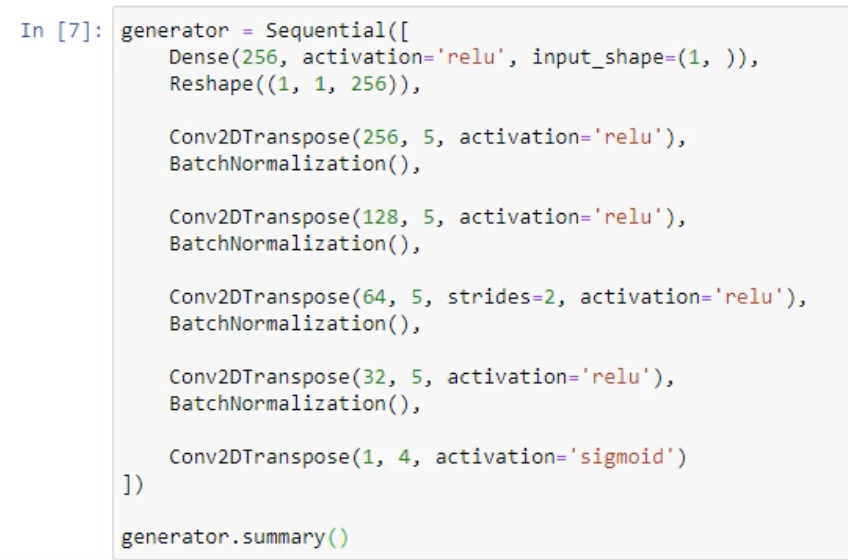 In [7]: generator = Sequential([
    Dense(256, activation='relu', input_shape=(1, )),
    Reshape((1, 1, 256)),

    Conv2DTranspose(256, 5, activation='relu'),
    BatchNormalization(),

    Conv2DTranspose(128, 5, activation='relu'),
    BatchNormalization(),

    Conv2DTranspose(64, 5, strides=2, activation='relu'),
    BatchNormalization(),

    Conv2DTranspose(32, 5, activation='relu'),
    BatchNormalization(),

    Conv2DTranspose(1, 4, activation='sigmoid')
])

generator.summary()